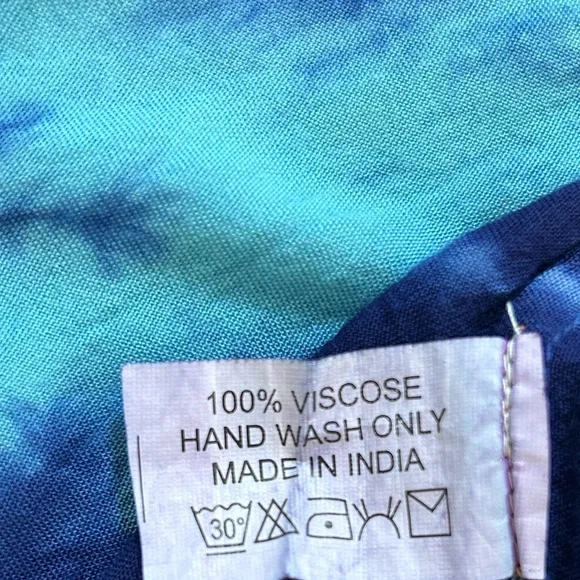 100% VISCOSE
HAND WASH ONLY
MADE IN INDIA
30°